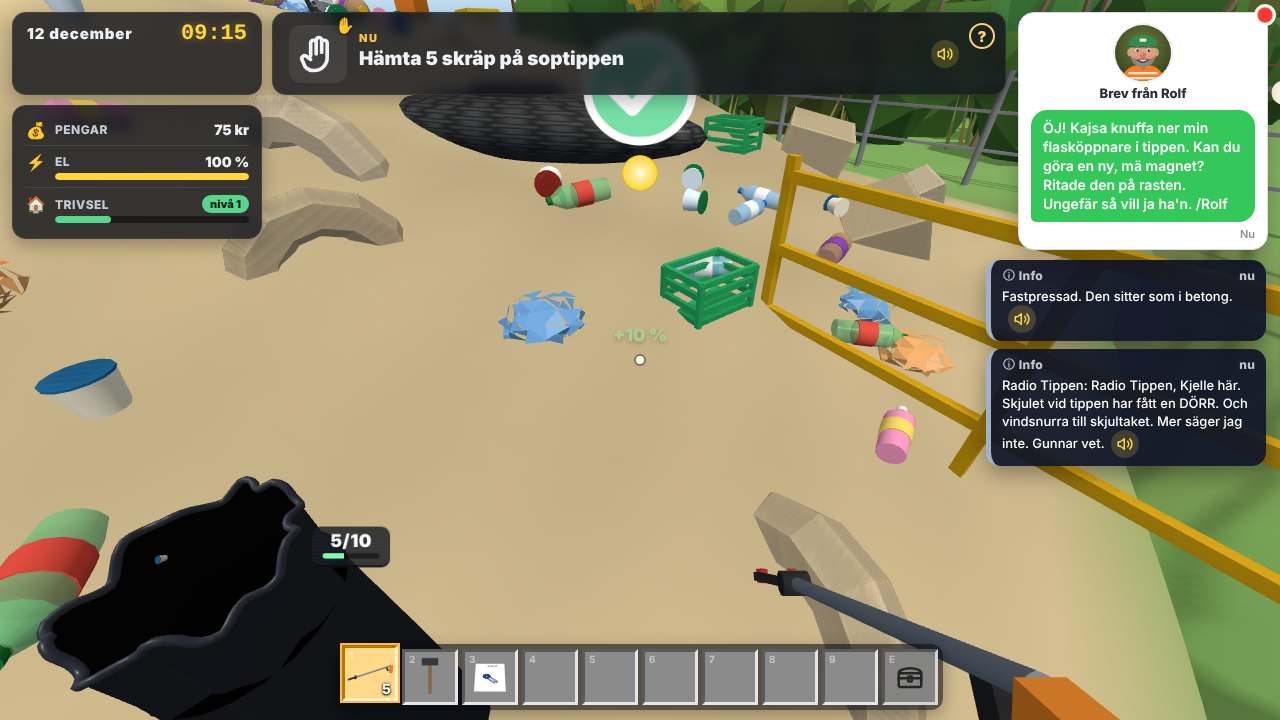 12 december
09:15
NU
Hämta 5 skräp på soptippen
?
PENGAR
75 kr
EL
100 %
TRIVSEL
nivå 1
Brev från Rolf
ÖJ! Kajsa knuffa ner min
flasköppnare i tippen. Kan du
göra en ny, mä magnet?
Ritade den på rasten.
Ungefär så vill ja ha'n. /Rolf
Nu
Info
nu
Fastpressad. Den sitter som i betong.
Info
nu
Radio Tippen: Radio Tippen, Kjelle här.
Skjulet vid tippen har fått en DÖRR. Och
vindsnurra till skjultaket. Mer säger jag
inte. Gunnar vet.
+10 %
5/10
5
2
3
4
5
6
7
8
9
E